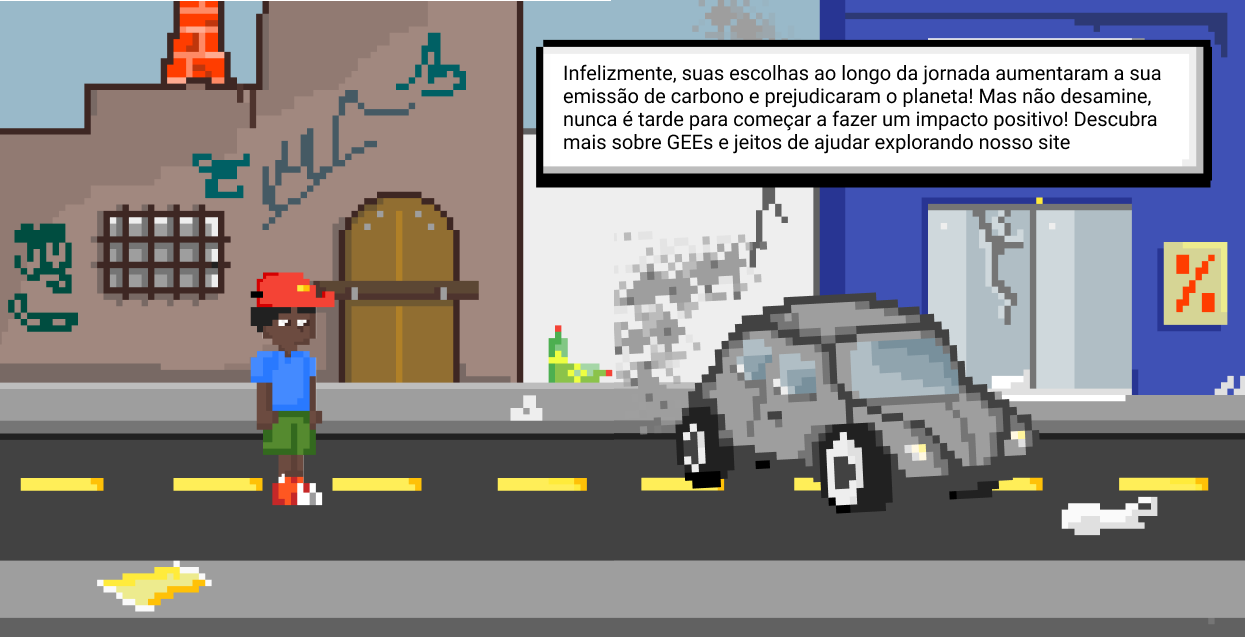 Infelizmente, suas escolhas ao longo da jornada aumentaram a sua
emissão de carbono e prejudicaram o planeta! Mas não desamine,
nunca é tarde para começar a fazer um impacto positivo! Descubra
mais sobre GEEs e jeitos de ajudar explorando nosso site
%